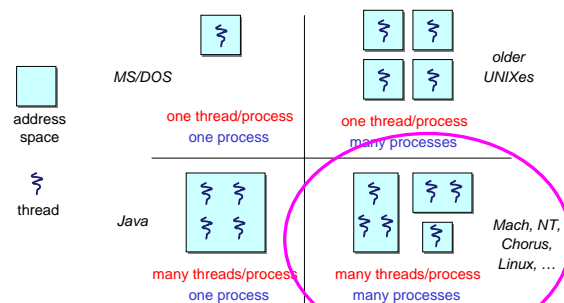 address
space
thread
MS/DOS
one thread/process
one process
older
UNIXes
one thread/process
many processes
Java
many threads/process
one process
Mach, NT,
Chorus,
Linux, …
many threads/process
many processes